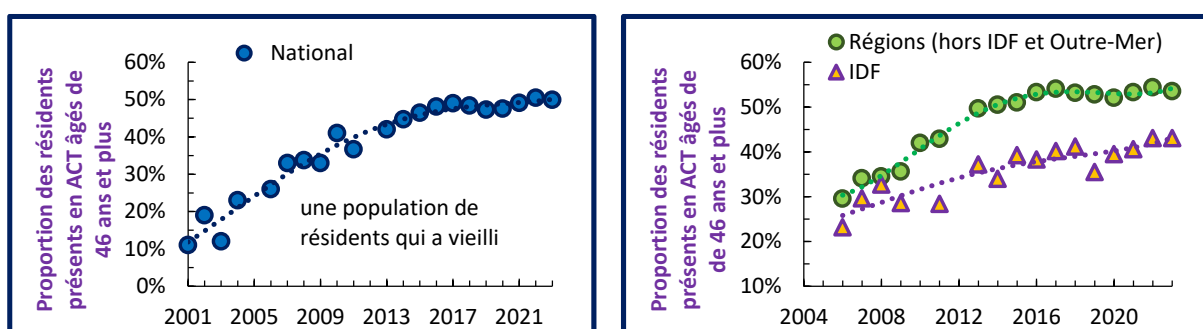 Proportion des résidents
présents en ACT âgés de
46 ans et plus
60%
50%
40%
30%
20%
10%
0%
National
une population de
résidents qui a vieilli
2001
2005
2009
2013
2017
2021
Proportion des résidents
présents en ACT âgés de
de 46 ans et plus
60%
50%
40%
30%
20%
10%
Régions (hors IDF et Outre-Mer)
IDF
2004
2008
2012
2016
2020